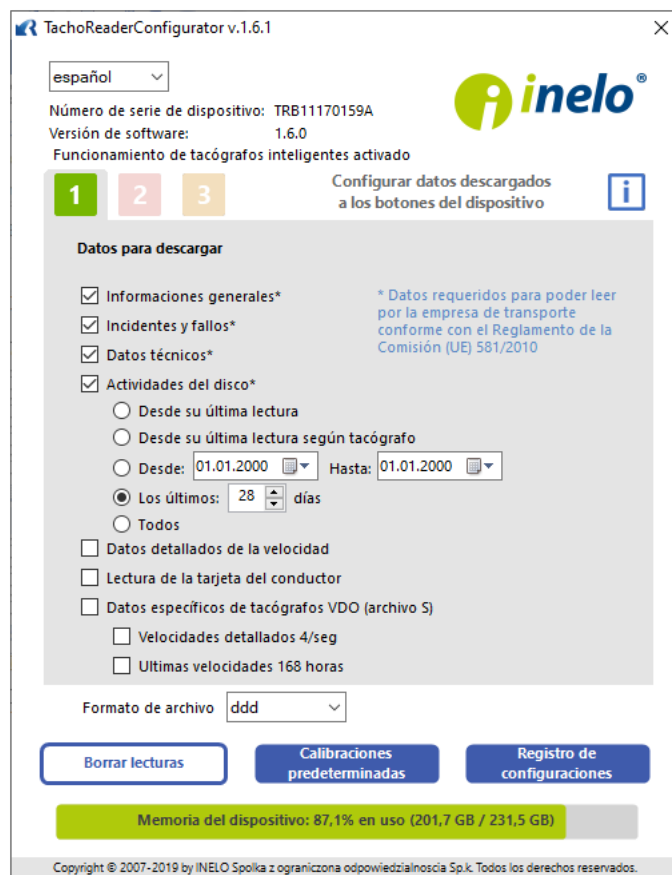 TachoReaderConfigurator v.1.6.1
español
inelo®
Número de serie de dispositivo: TRB11170159A
Versión de software: 1.6.0
Funcionamiento de tacógrafos inteligentes activado
1 2 3
Configurar datos descargados
a los botones del dispositivo
i
Datos para descargar
Informaciones generales*
* Datos requeridos para poder leer
por la empresa de transporte
conforme con el Reglamento de la
Comisión (UE) 581/2010
Incidentes y fallos*
Datos técnicos*
Actividades del disco*
Desde su última lectura
Desde su última lectura según tacógrafo
Desde: 01.01.2000 Hasta: 01.01.2000
Los últimos: 28 días
Todos
Datos detallados de la velocidad
Lectura de la tarjeta del conductor
Datos específicos de tacógrafos VDO (archivo S)
Velocidades detallados 4/seg
Ultimas velocidades 168 horas
Formato de archivo ddd
Borrar lecturas
Calibraciones
predeterminadas
Registro de
configuraciones
Memoria del dispositivo: 87,1% en uso (201,7 GB / 231,5 GB)
Copyright © 2007-2019 by INELO Spolka z ograniczona odpowiedzialnoscia Sp.k. Todos los derechos reservados.